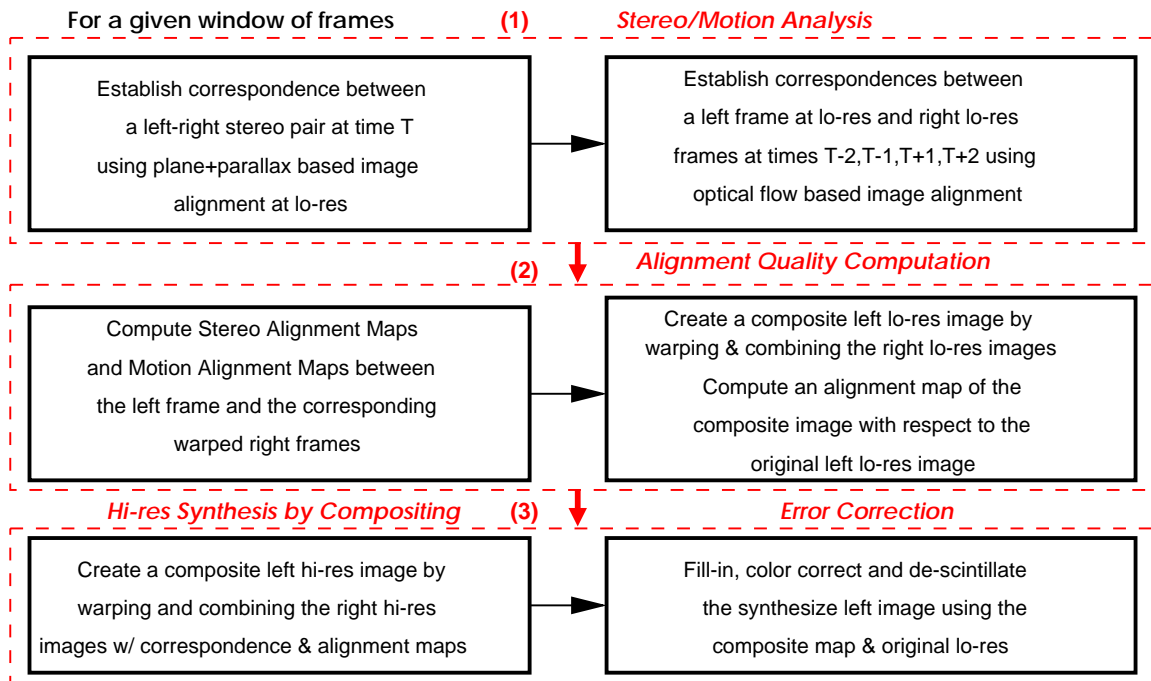 For a given window of frames
(1)
Stereo/Motion Analysis
Establish correspondence between
a left-right stereo pair at time T
using plane+parallax based image
alignment at lo-res
Establish correspondences between
a left frame at lo-res and right lo-res
frames at times T-2,T-1,T+1,T+2 using
optical flow based image alignment
(2)
Alignment Quality Computation
Compute Stereo Alignment Maps
and Motion Alignment Maps between
the left frame and the corresponding
warped right frames
Create a composite left lo-res image by
warping & combining the right lo-res images
Compute an alignment map of the
composite image with respect to the
original left lo-res image
Hi-res Synthesis by Compositing
(3)
Error Correction
Create a composite left hi-res image by
warping and combining the right hi-res
images w/ correspondence & alignment maps
Fill-in, color correct and de-scintillate
the synthesize left image using the
composite map & original lo-res